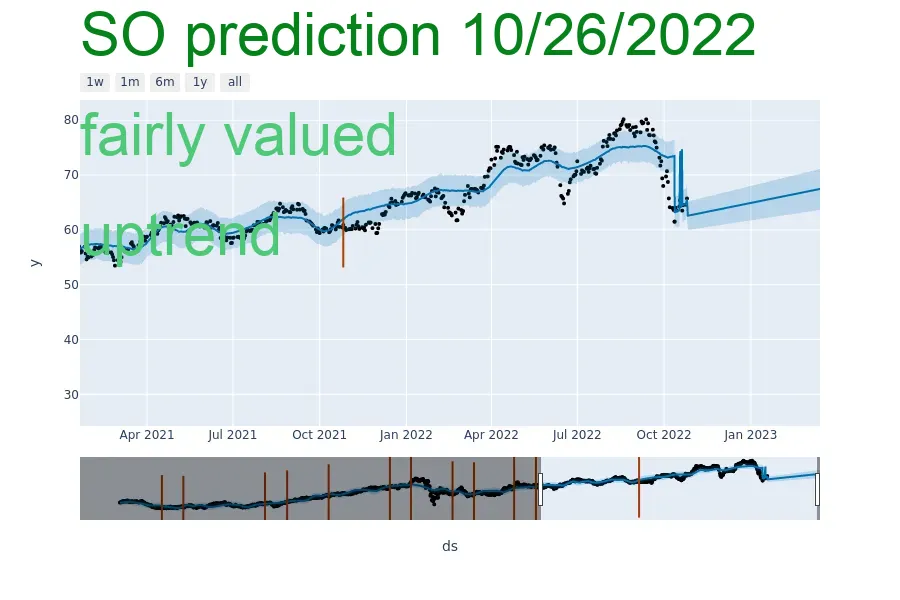 SO prediction 10/26/2022
1w 1m 6m 1y all
fairly valued
uptrend
80
70
60
50
40
30
y
Apr 2021 Jul 2021 Oct 2021 Jan 2022 Apr 2022 Jul 2022 Oct 2022 Jan 2023
ds